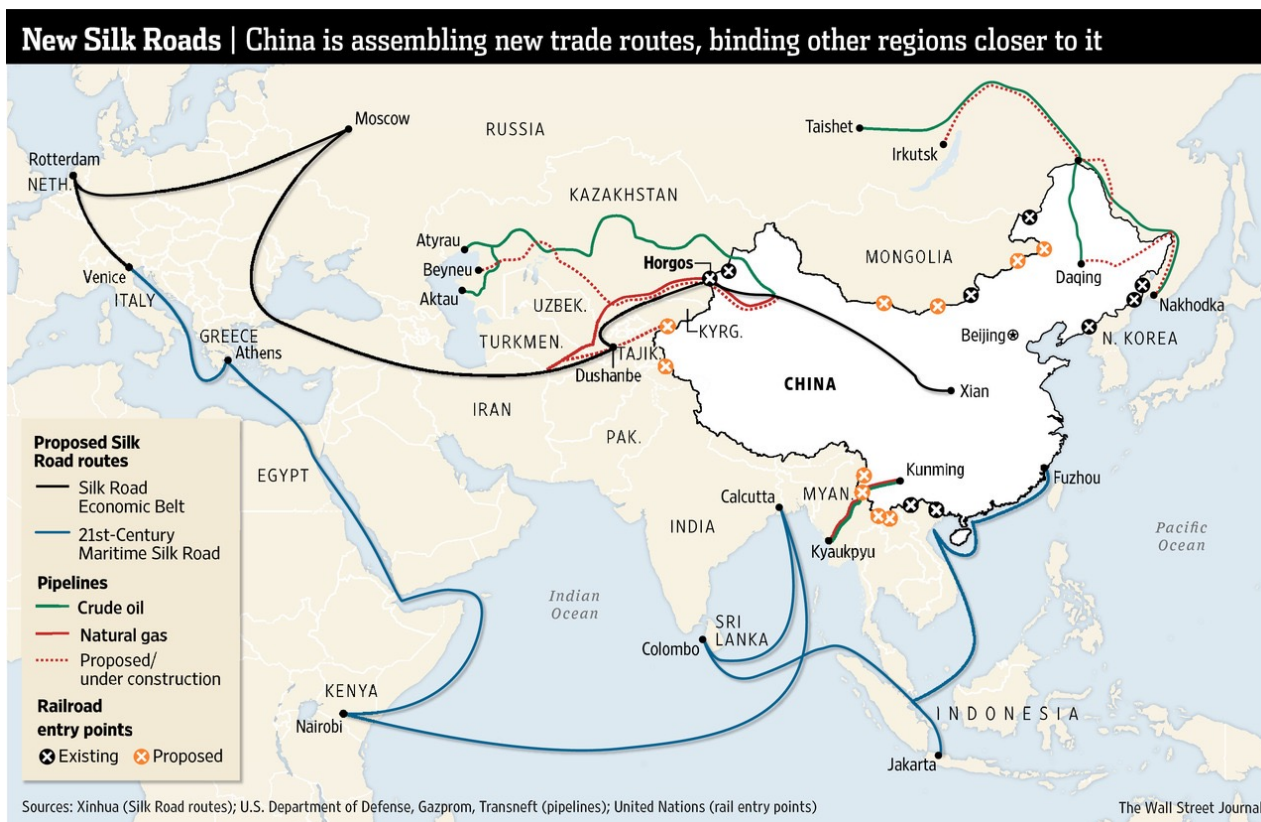 New Silk Roads | China is assembling new trade routes, binding other regions closer to it
Moscow
RUSSIA
Taishet
Irkutsk
Rotterdam
NETH.
KAZAKHSTAN
Atyrau
Beyneu
Aktau
Horgos
MONGOLIA
Daqing
Nakhodka
Venice
ITALY
UZBEK.
GREECE
Athens
TURKMEN.
KYRG.
TAJIK.
Dushanbe
Beijing
N. KOREA
CHINA
Xian
IRAN
PAK.
EGYPT
Calcutta
MYAN.
Kunming
Fuzhou
INDIA
Kyaukpyu
Pacific
Ocean
Indian
Ocean
SRI
LANKA
Colombo
KENYA
Nairobi
INDONESIA
Jakarta
Proposed Silk
Road routes
Silk Road
Economic Belt
21st-Century
Maritime Silk Road
Pipelines
Crude oil
Natural gas
Proposed/
under construction
Railroad
entry points
Existing
Proposed
Sources: Xinhua (Silk Road routes); U.S. Department of Defense, Gazprom, Transneft (pipelines); United Nations (rail entry points)
The Wall Street Journal